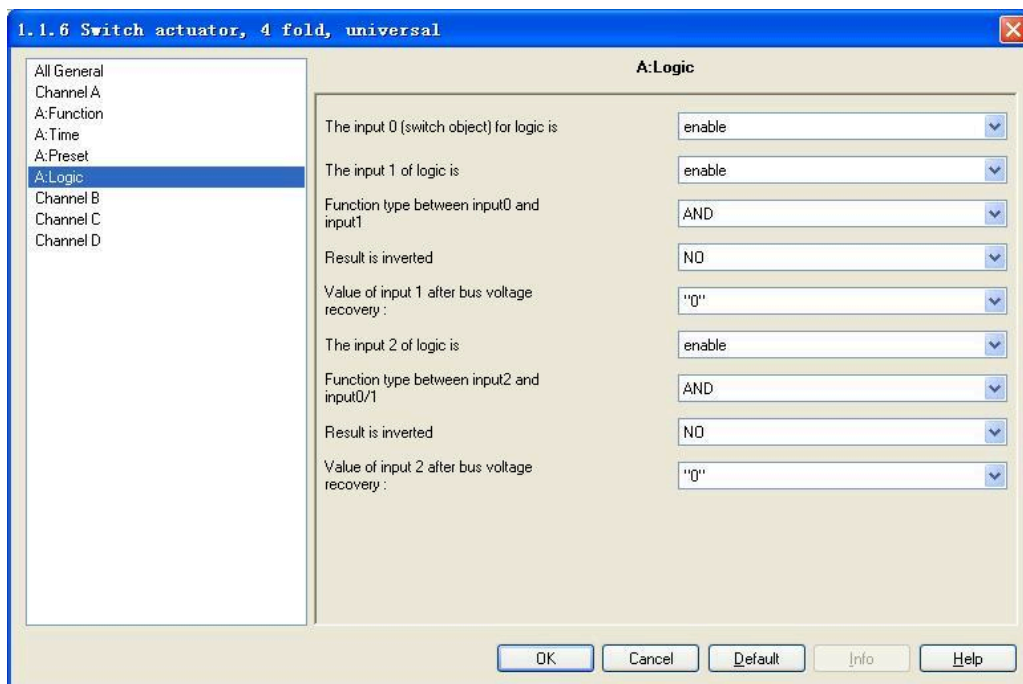 1.1.6 Switch actuator, 4 fold, universal
All General
Channel A
A:Function
A:Time
A:Preset
A:Logic
Channel B
Channel C
Channel D
A:Logic
The input 0 (switch object) for logic is
enable
The input 1 of logic is
enable
Function type between input0 and
input1
AND
Result is inverted
NO
Value of input 1 after bus voltage
recovery :
"0"
The input 2 of logic is
enable
Function type between input2 and
input0/1
AND
Result is inverted
NO
Value of input 2 after bus voltage
recovery :
"0"
OK
Cancel
Default
Info
Help